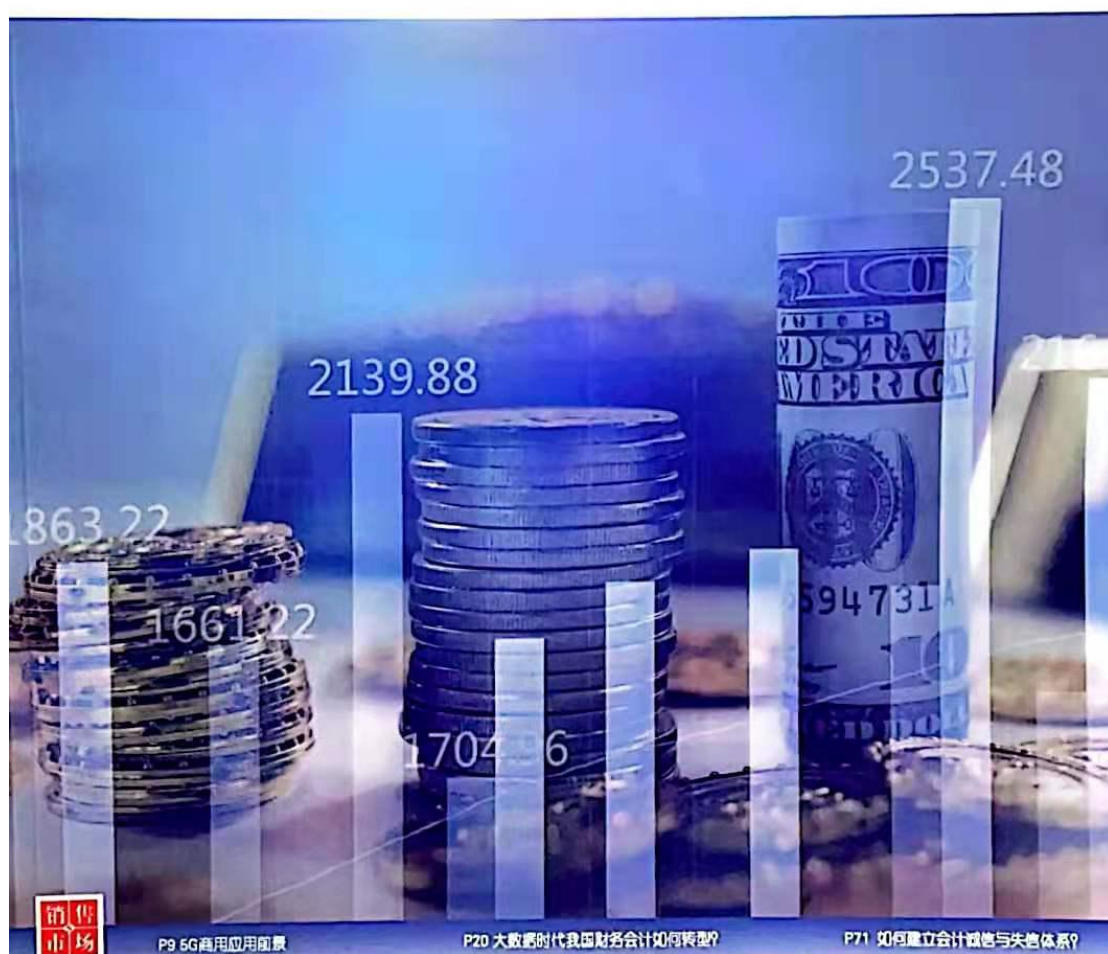 2537.48
2139.88
1863.22
1661.22
594731
销售
市场
P9 5G商用应用前景
P20 大数据时代我国财务会计如何转型?
P71 如何建立会计诚信与失信体系?